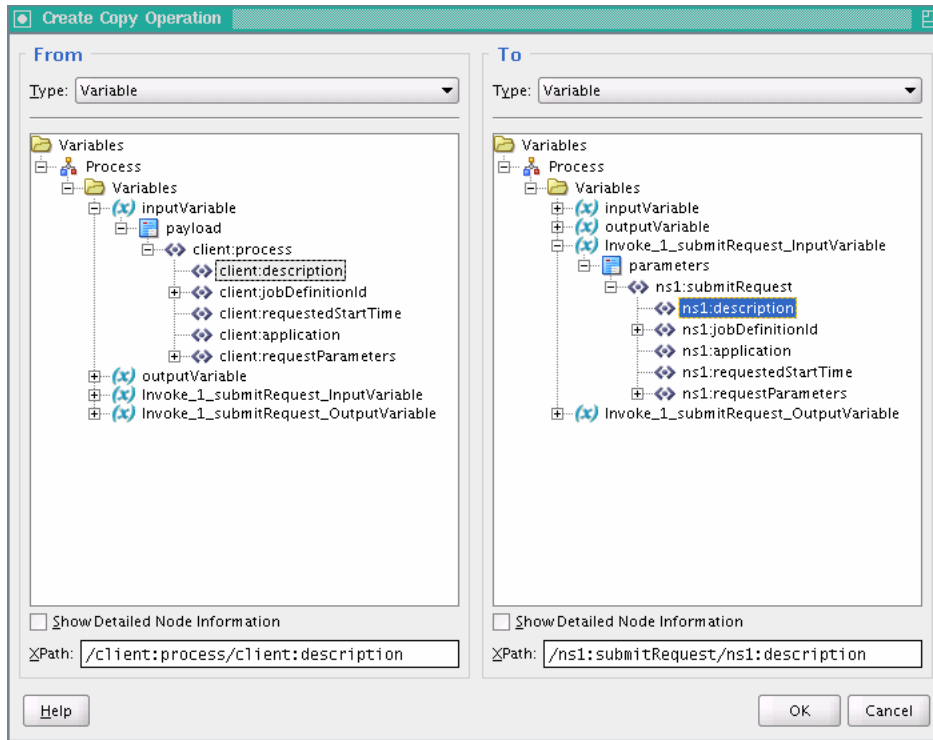 Create Copy Operation
From
Type: Variable
Variables
Process
Variables
inputVariable
payload
client:process
client:description
client:jobDefinitionId
client:requestedStartTime
client:application
client:requestParameters
outputVariable
Invoke_1_submitRequest_InputVariable
Invoke_1_submitRequest_OutputVariable
Show Detailed Node Information
XPath: /client:process/client:description
To
Type: Variable
Variables
Process
Variables
inputVariable
outputVariable
Invoke_1_submitRequest_InputVariable
parameters
ns1:submitRequest
ns1:description
ns1:jobDefinitionId
ns1:application
ns1:requestedStartTime
ns1:requestParameters
Invoke_1_submitRequest_OutputVariable
Show Detailed Node Information
XPath: /ns1:submitRequest/ns1:description
Help
OK
Cancel